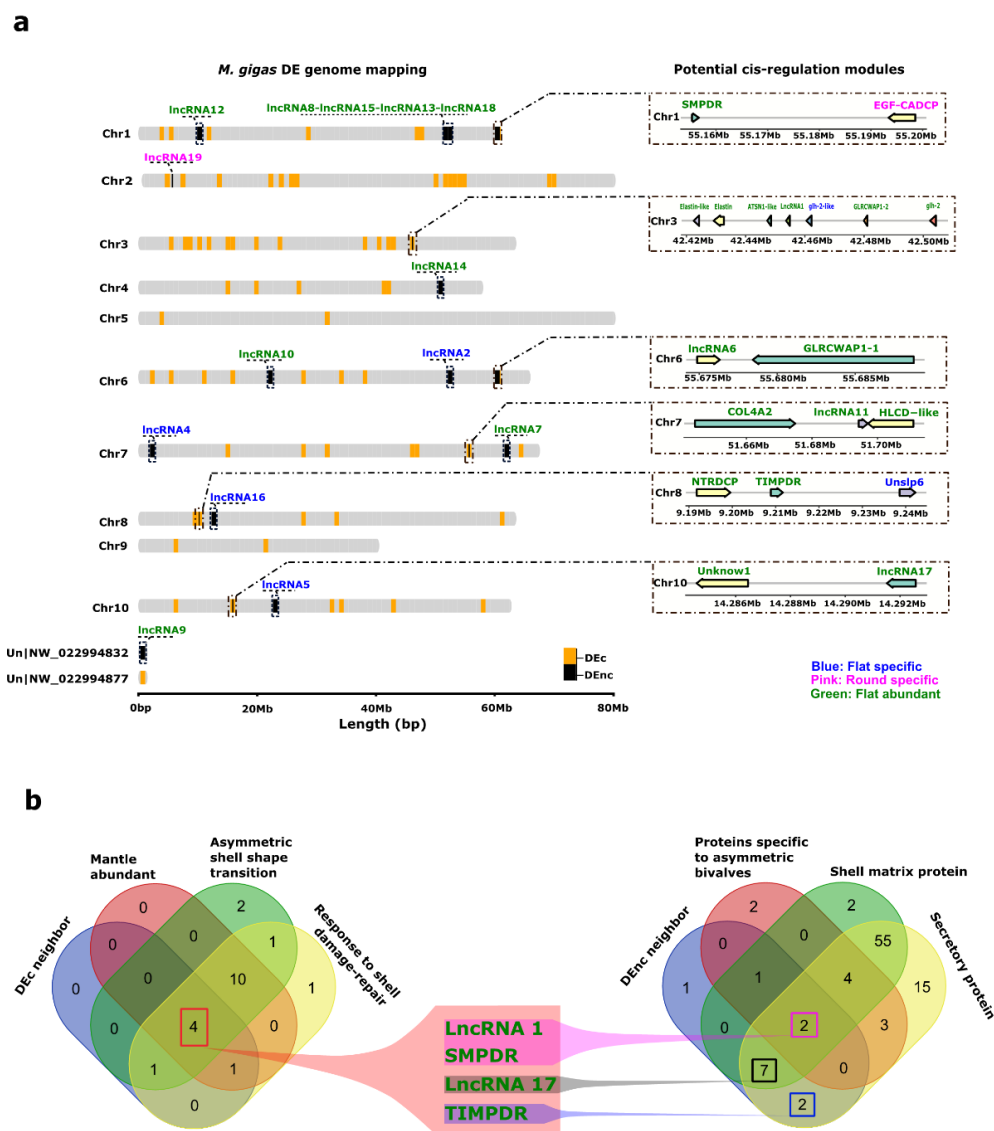 a
M. gigas DE genome mapping
Potential cis-regulation modules
lncRNA12
lncRNA8-lncRNA15-lncRNA13-lncRNA18
Chr1
SMPDR
EGF-CADCP
Chr1
55.16Mb 55.17Mb 55.18Mb 55.19Mb 55.20Mb
lncRNA19
Chr2
Chr3
Elastin-like Elastin ATSN1-like LncRNA1 glh-2-like GLRCWAP1-2 glh-2
Chr3
42.42Mb 42.44Mb 42.46Mb 42.48Mb 42.50Mb
lncRNA14
Chr4
Chr5
lncRNA10
lncRNA2
Chr6
lncRNA6
GLRCWAP1-1
Chr6
55.675Mb 55.680Mb 55.685Mb
lncRNA4
lncRNA7
Chr7
COL4A2
lncRNA11
HLCD-like
Chr7
51.66Mb 51.68Mb 51.70Mb
lncRNA16
Chr8
NTRDCP
TIMPDR
Unslp6
Chr8
9.19Mb 9.20Mb 9.21Mb 9.22Mb 9.23Mb 9.24Mb
Chr9
lncRNA5
Chr10
Unknow1
lncRNA17
Chr10
14.286Mb 14.288Mb 14.290Mb 14.292Mb
lncRNA9
Un|NW_022994832
Un|NW_022994877
DEc
DEnc
Blue: Flat specific
Pink: Round specific
Green: Flat abundant
0bp 20Mb 40Mb 60Mb 80Mb
Length (bp)
b
DEc neighbor
Mantle
abundant
Asymmetric
shell shape
transition
Response to shell
damage-repair
0
2
0
0
1
0
0
10
1
0
4
0
1
1
0
LncRNA 1
SMPDR
LncRNA 17
TIMPDR
DEnc neighbor
Proteins specific
to asymmetric
bivalves
Shell matrix protein
Secretory protein
2
2
0
0
55
1
1
4
15
0
2
3
7
0
2